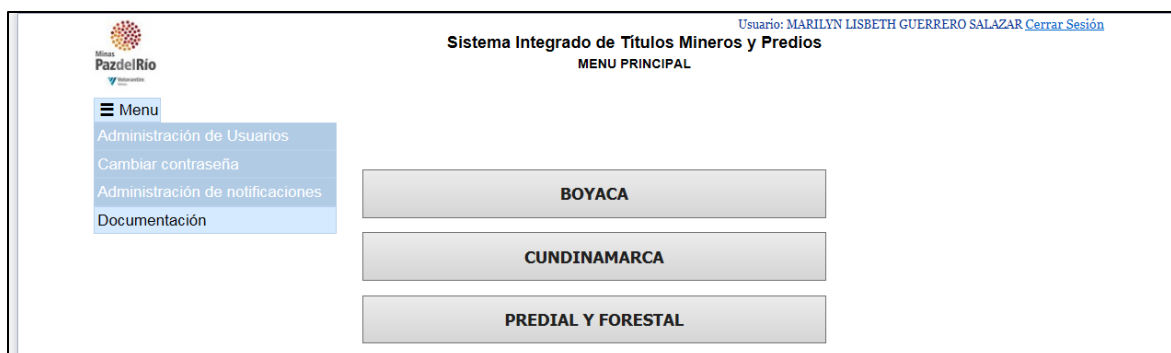 Usuario: MARILYN LISBETH GUERRERO SALAZAR Cerrar Sesión
Sistema Integrado de Títulos Mineros y Predios
MENU PRINCIPAL
Minas
PazdelRío
Votorantim
☰ Menu
Administración de Usuarios
Cambiar contraseña
Administración de notificaciones
Documentación
BOYACA
CUNDINAMARCA
PREDIAL Y FORESTAL